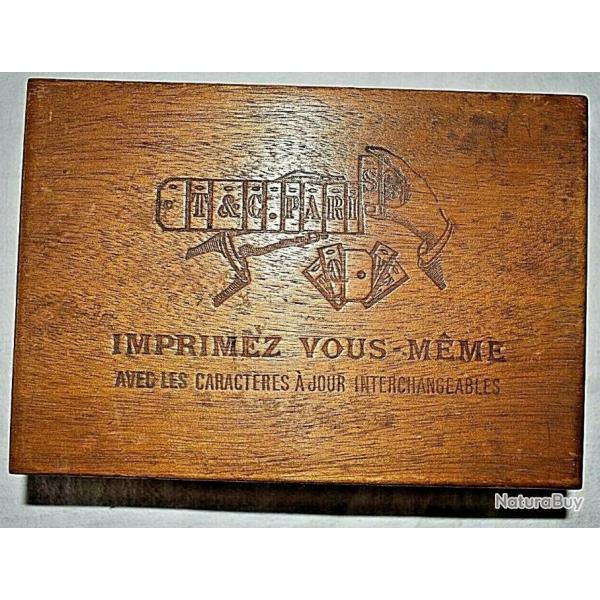 T & C. PARIS
IMPRIMEZ VOUS-MÊME
AVEC LES CARACTÈRES À JOUR INTERCHANGEABLES
NaturaBuy